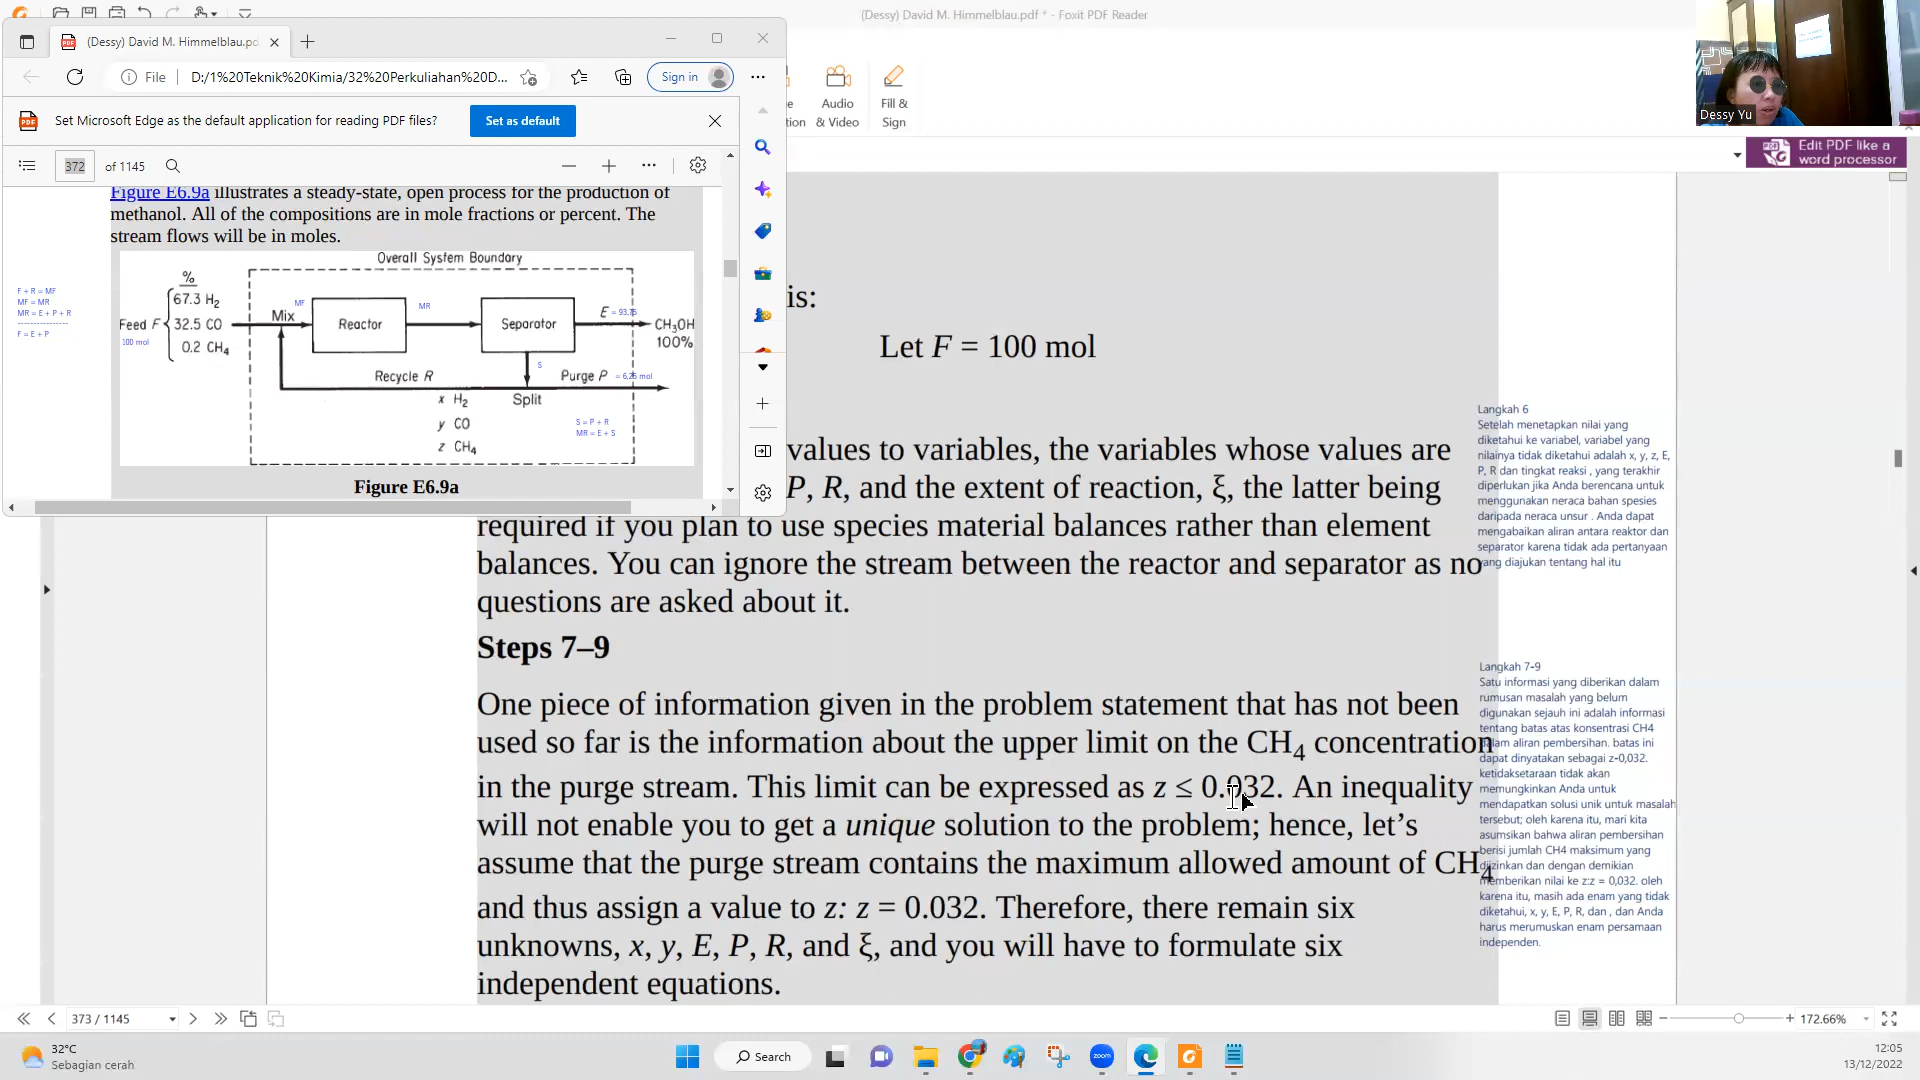 (Dessy) David M. Himmelblau.pdf * - Foxit PDF Reader
(Dessy) David M. Himmelblau.pd
File
D:/1%20Teknik%20Kimia/32%20Perkuliahan%20D...
Sign in
Set Microsoft Edge as the default application for reading PDF files?
Set as default
372 of 1145
Audio & Video
Fill & Sign
Edit PDF like a word processor
Dessy Yu
Figure E6.9a illustrates a steady-state, open process for the production of
methanol. All of the compositions are in mole fractions or percent. The
stream flows will be in moles.
Overall System Boundary
%
67.3 H₂
Feed F
32.5 CO
0.2 CH₄
100 mol
Mix
MF
Reactor
MR
Separator
E = 93,75
CH₃OH
100%
S
Recycle R
Purge P = 6,25 mol
Split
x H₂
y CO
z CH₄
S = P + R
MR = E + S
F + R = MF
MF = MR
MR = E + P + R
------------------
F = E + P
Figure E6.9a
is:
Let F = 100 mol
values to variables, the variables whose values are
P, R, and the extent of reaction, ξ, the latter being
required if you plan to use species material balances rather than element
balances. You can ignore the stream between the reactor and separator as no
questions are asked about it.
Steps 7–9
One piece of information given in the problem statement that has not been
used so far is the information about the upper limit on the CH₄ concentration
in the purge stream. This limit can be expressed as z ≤ 0.032. An inequality
will not enable you to get a unique solution to the problem; hence, let’s
assume that the purge stream contains the maximum allowed amount of CH₄
and thus assign a value to z: z = 0.032. Therefore, there remain six
unknowns, x, y, E, P, R, and ξ, and you will have to formulate six
independent equations.
Langkah 6
Setelah menetapkan nilai yang
diketahui ke variabel, variabel yang
nilainya tidak diketahui adalah x, y, z, E,
P, R dan tingkat reaksi , yang terakhir
diperlukan jika Anda berencana untuk
menggunakan neraca bahan spesies
daripada neraca unsur . Anda dapat
mengabaikan aliran antara reaktor dan
separator karena tidak ada pertanyaan
yang diajukan tentang hal itu
Langkah 7-9
Satu informasi yang diberikan dalam
rumusan masalah yang belum
digunakan sejauh ini adalah informasi
tentang batas atas konsentrasi CH4
dalam aliran pembersihan. batas ini
dapat dinyatakan sebagai z-0,032.
ketidaksetaraan tidak akan
memungkinkan Anda untuk
mendapatkan solusi unik untuk masalah
tersebut; oleh karena itu, mari kita
asumsikan bahwa aliran pembersihan
berisi jumlah CH4 maksimum yang
diizinkan dan dengan demikian
memberikan nilai ke z:z = 0,032. oleh
karena itu, masih ada enam yang tidak
diketahui, x, y, E, P, R, dan , dan Anda
harus merumuskan enam persamaan
independen.
373 / 1145
172.66%
32°C
Sebagian cerah
Search
zoom
12:05
13/12/2022